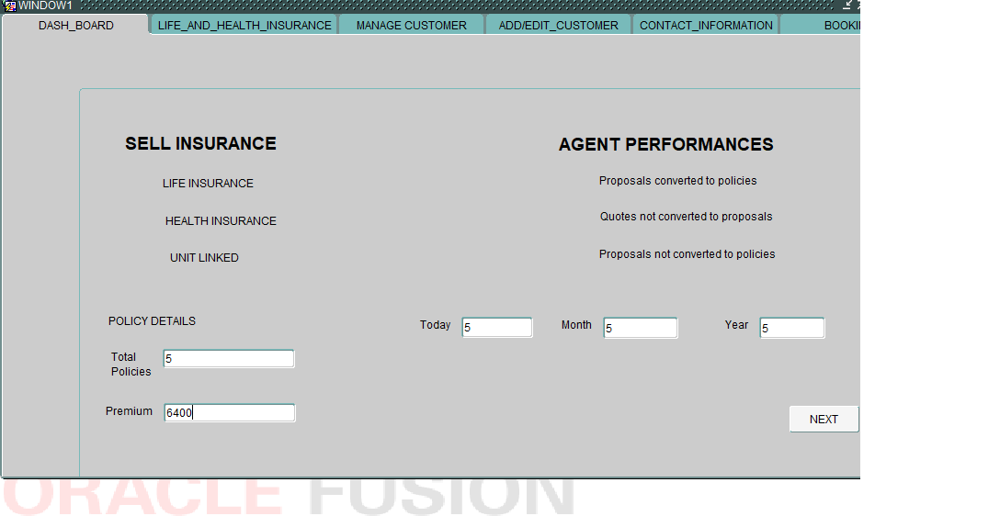 WINDOW1
DASH_BOARD LIFE_AND_HEALTH_INSURANCE MANAGE CUSTOMER ADD/EDIT_CUSTOMER CONTACT_INFORMATION
SELL INSURANCE
LIFE INSURANCE
HEALTH INSURANCE
UNIT LINKED
AGENT PERFORMANCES
Proposals converted to policies
Quotes not converted to proposals
Proposals not converted to policies
POLICY DETAILS
Today 5 Month 5 Year 5
Total
Policies 5
Premium 6400
NEXT
ORACLE FUSION